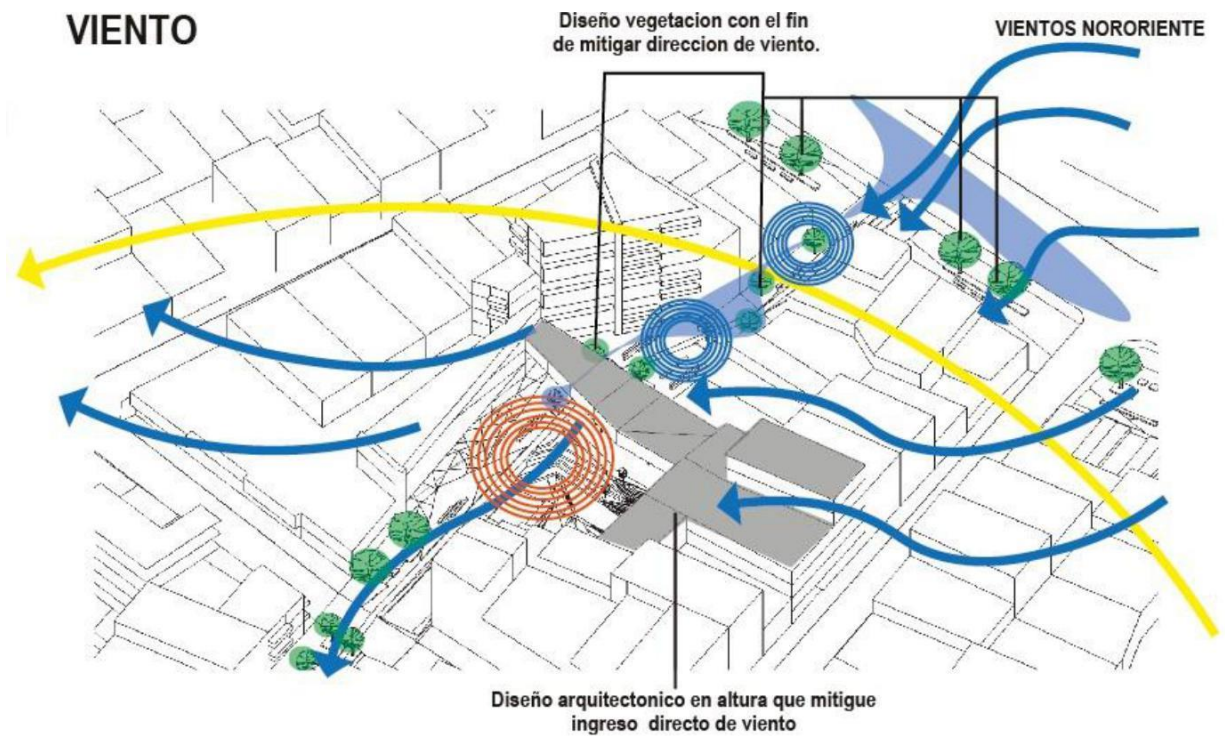 VIENTO
Diseño vegetacion con el fin
de mitigar direccion de viento.
VIENTOS NORORIENTE
Diseño arquitectonico en altura que mitigue
ingreso directo de viento